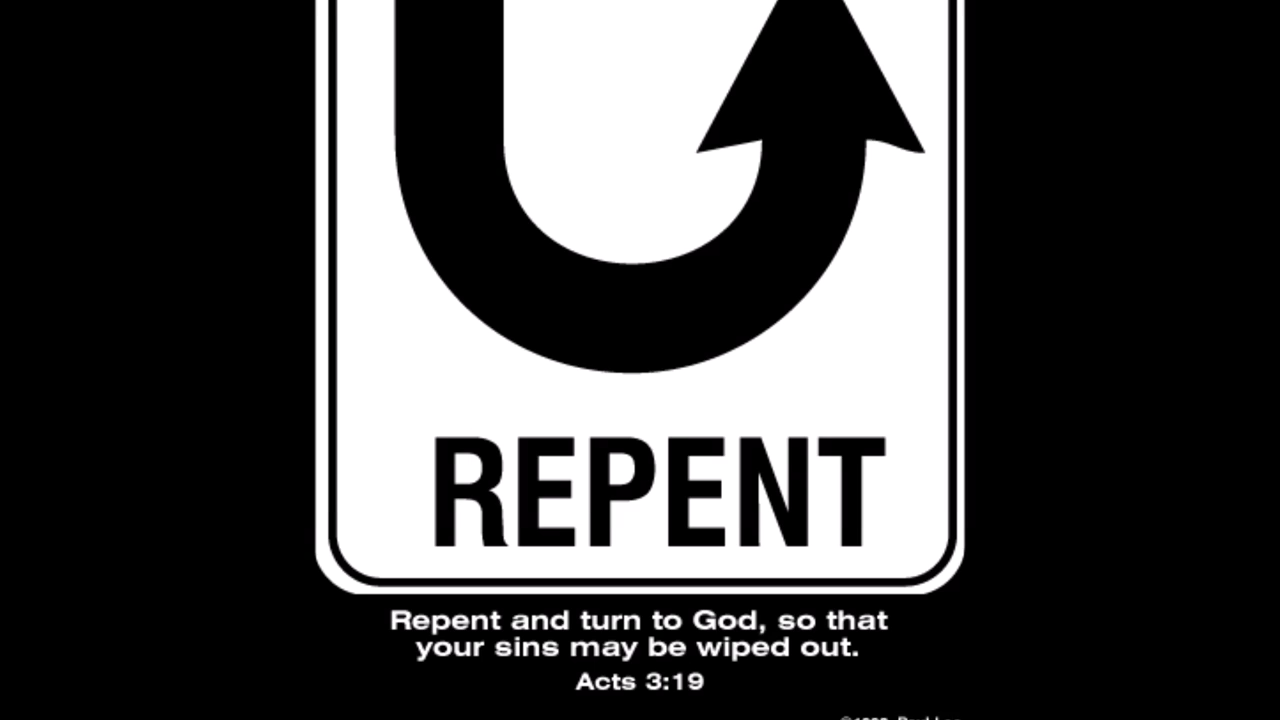 REPENT
Repent and turn to God, so that
your sins may be wiped out.
Acts 3:19